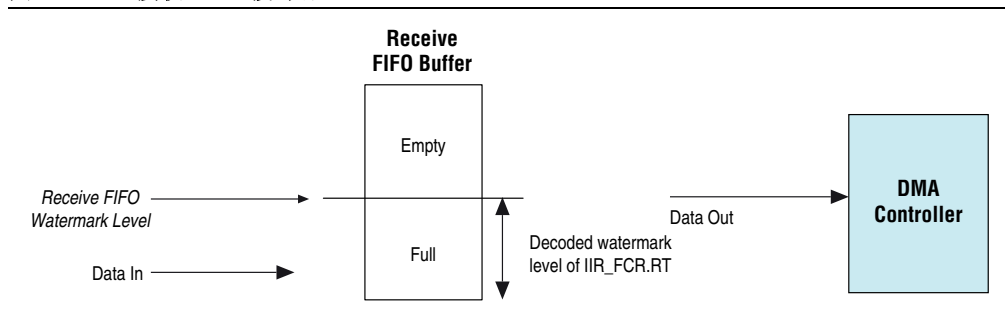 Receive
FIFO Buffer
Empty
Receive FIFO
Watermark Level
Full
Data In
Decoded watermark
level of IIR_FCR.RT
Data Out
DMA
Controller